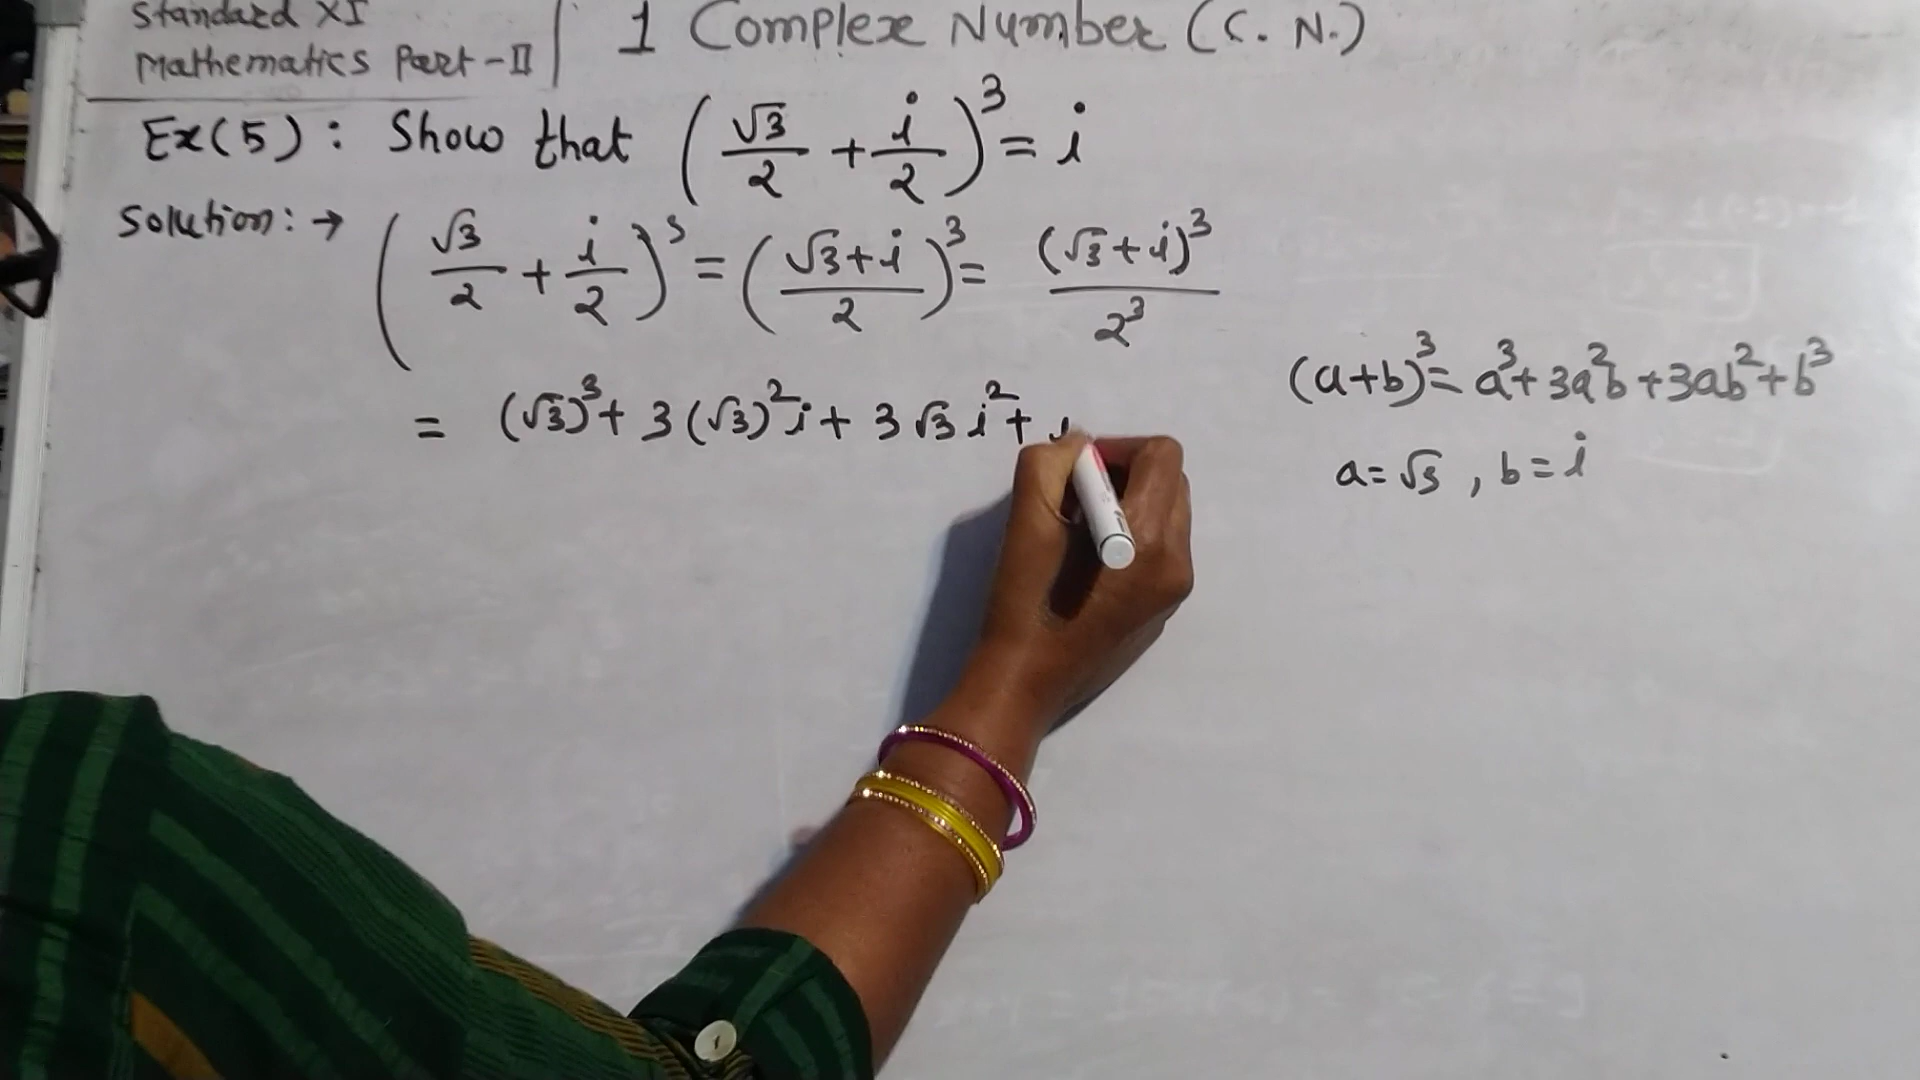 Standard XI
Mathematics Part-II
1 Complex Number (C. N.)
Ex(5): Show that (√3/2 + i/2)³ = i
Solution: → (√3/2 + i/2)³ = ((√3+i)/2)³ = (√3+i)³/2³
= (√3)³ + 3(√3)² i + 3 √3 i² + i
(a+b)³ = a³ + 3a²b + 3ab² + b³
a = √3 , b = i